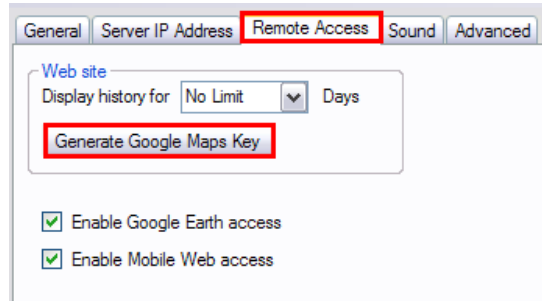 General Server IP Address Remote Access Sound Advanced
Web site
Display history for No Limit Days
Generate Google Maps Key
Enable Google Earth access
Enable Mobile Web access